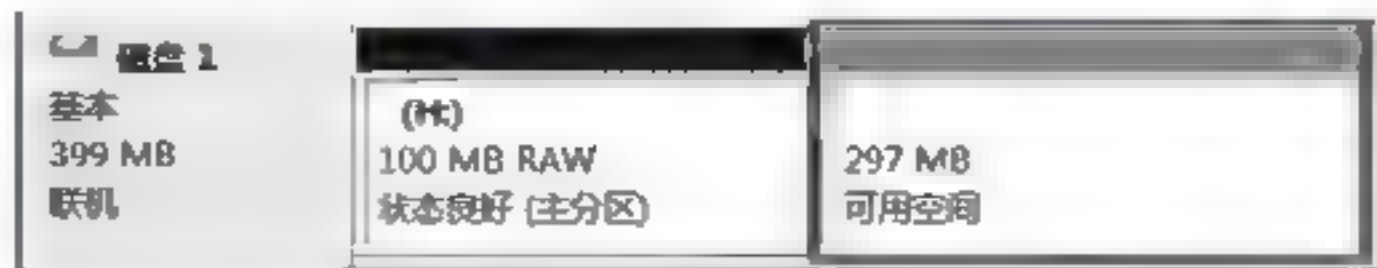 磁盘 1
基本
399 MB
联机
(H:)
100 MB RAW
状态良好 (主分区)
297 MB
可用空间